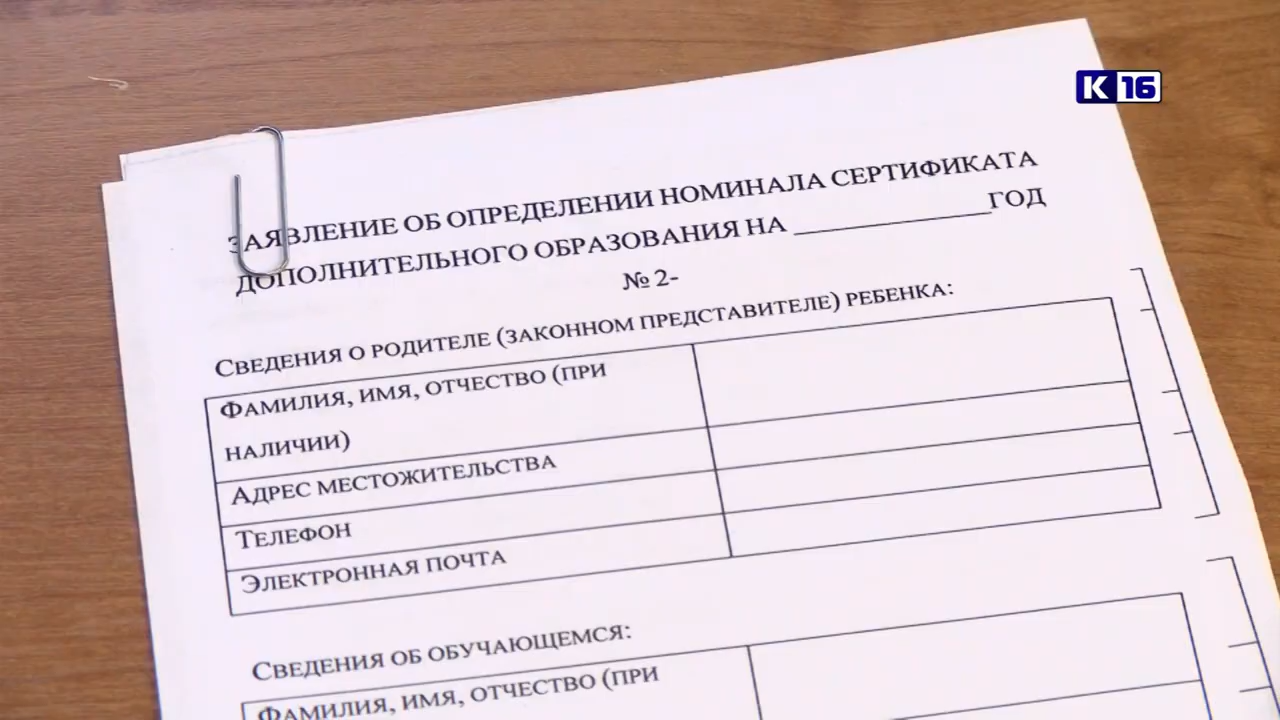 К 16
ЗАЯВЛЕНИЕ ОБ ОПРЕДЕЛЕНИИ НОМИНАЛА СЕРТИФИКАТА
ДОПОЛНИТЕЛЬНОГО ОБРАЗОВАНИЯ НА ____________ГОД
№ 2-
СВЕДЕНИЯ О РОДИТЕЛЕ (ЗАКОННОМ ПРЕДСТАВИТЕЛЕ) РЕБЕНКА:
ФАМИЛИЯ, ИМЯ, ОТЧЕСТВО (ПРИ
НАЛИЧИИ)
АДРЕС МЕСТОЖИТЕЛЬСТВА
ТЕЛЕФОН
ЭЛЕКТРОННАЯ ПОЧТА
СВЕДЕНИЯ ОБ ОБУЧАЮЩЕМСЯ:
ФАМИЛИЯ, ИМЯ, ОТЧЕСТВО (ПРИ